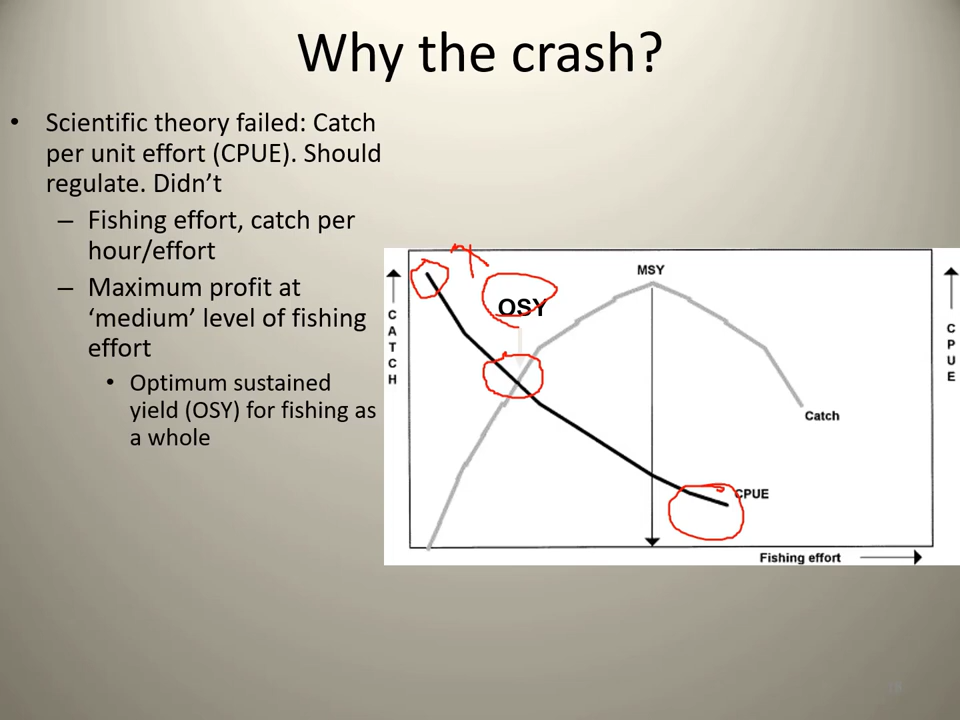 Why the crash?
• Scientific theory failed: Catch
per unit effort (CPUE). Should
regulate. Didn’t
– Fishing effort, catch per
hour/effort
– Maximum profit at
‘medium’ level of fishing
effort
• Optimum sustained
yield (OSY) for fishing as
a whole
CATCH
OSY
MSY
Catch
CPUE
CPUE
Fishing effort